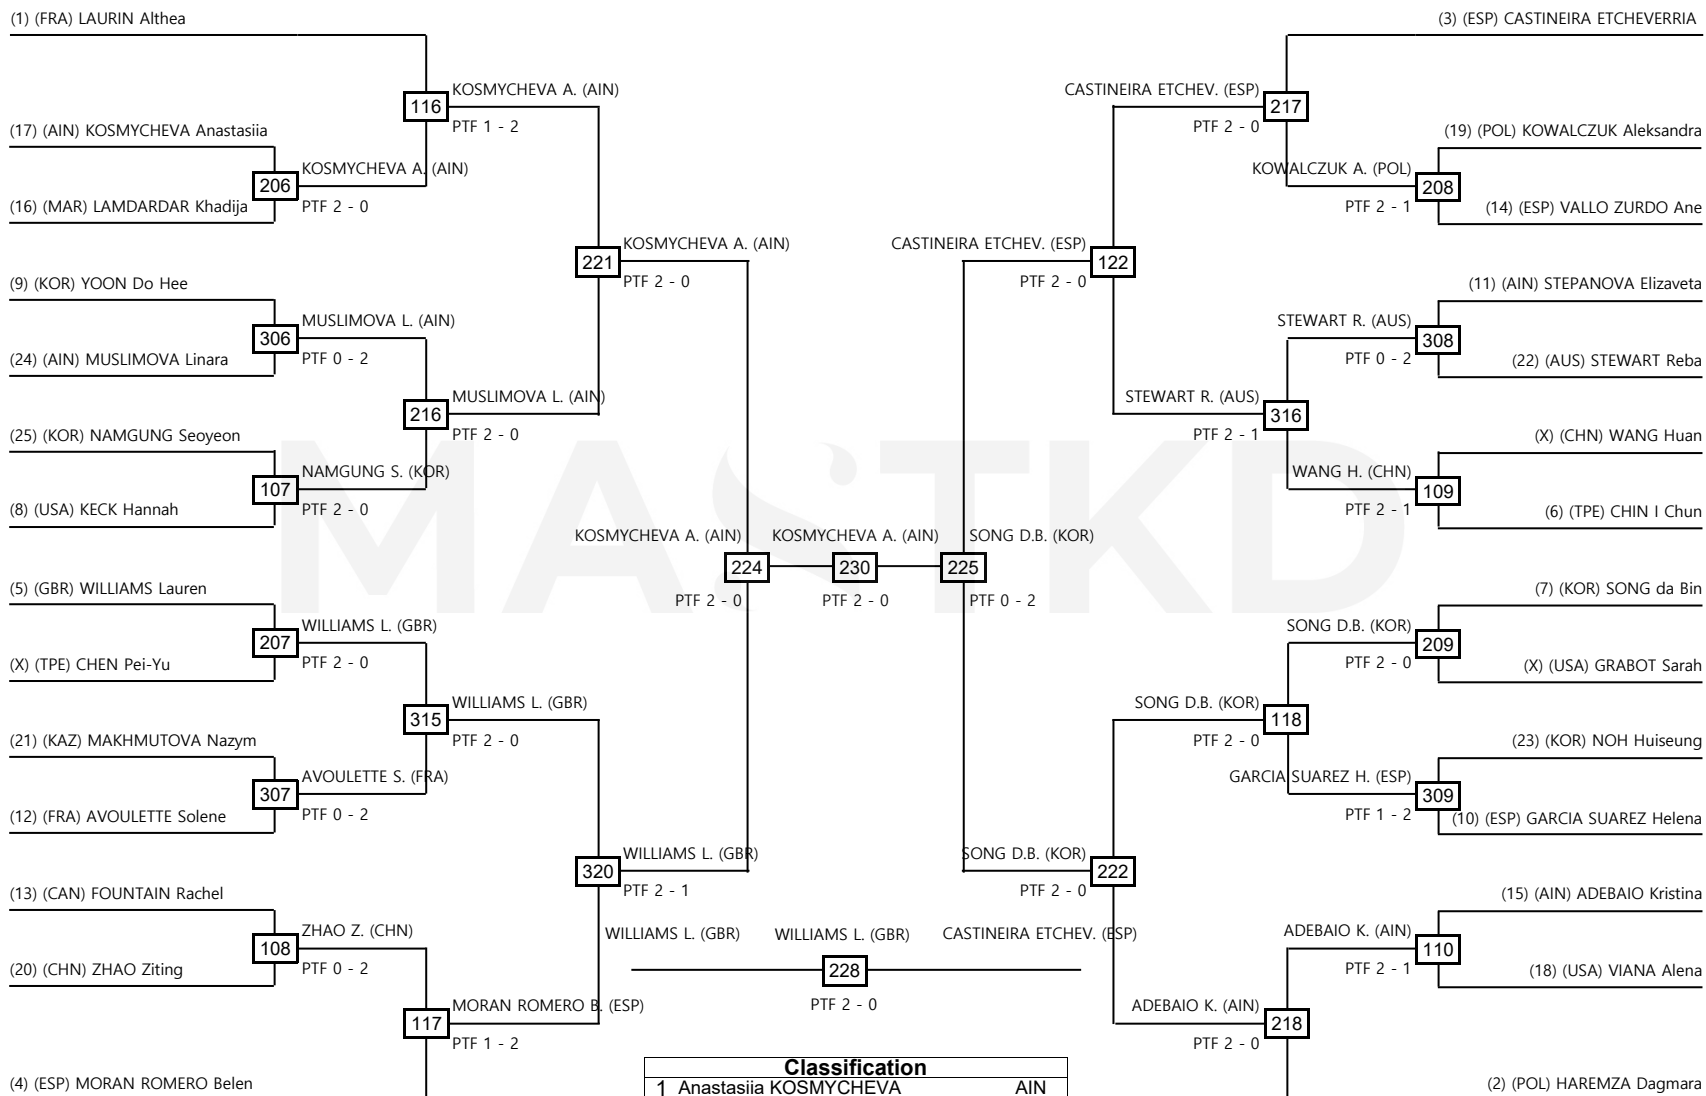 (1) (FRA) LAURIN Althea
(3) (ESP) CASTINEIRA ETCHEVERRIA
KOSMYCHEVA A. (AIN)
CASTINEIRA ETCHEV. (ESP)
116
217
PTF 1 - 2
PTF 2 - 0
(17) (AIN) KOSMYCHEVA Anastasiia
(19) (POL) KOWALCZUK Aleksandra
KOSMYCHEVA A. (AIN)
KOWALCZUK A. (POL)
206
208
(16) (MAR) LAMDARDAR Khadija
PTF 2 - 0
PTF 2 - 1
(14) (ESP) VALLO ZURDO Ane
KOSMYCHEVA A. (AIN)
CASTINEIRA ETCHEV. (ESP)
221
122
PTF 2 - 0
PTF 2 - 0
(9) (KOR) YOON Do Hee
(11) (AIN) STEPANOVA Elizaveta
MUSLIMOVA L. (AIN)
STEWART R. (AUS)
306
308
(24) (AIN) MUSLIMOVA Linara
PTF 0 - 2
PTF 0 - 2
(22) (AUS) STEWART Reba
MUSLIMOVA L. (AIN)
STEWART R. (AUS)
216
316
PTF 2 - 0
PTF 2 - 1
(25) (KOR) NAMGUNG Seoyeon
(X) (CHN) WANG Huan
NAMGUNG S. (KOR)
WANG H. (CHN)
107
109
(8) (USA) KECK Hannah
PTF 2 - 0
PTF 2 - 1
(6) (TPE) CHIN I Chun
MASTKD
KOSMYCHEVA A. (AIN)
KOSMYCHEVA A. (AIN)
SONG D.B. (KOR)
224
230
225
PTF 2 - 0
PTF 2 - 0
PTF 0 - 2
(5) (GBR) WILLIAMS Lauren
(7) (KOR) SONG da Bin
WILLIAMS L. (GBR)
SONG D.B. (KOR)
207
209
(X) (TPE) CHEN Pei-Yu
PTF 2 - 0
PTF 2 - 0
(X) (USA) GRABOT Sarah
WILLIAMS L. (GBR)
SONG D.B. (KOR)
315
118
PTF 2 - 0
PTF 2 - 0
(21) (KAZ) MAKHMUTOVA Nazym
(23) (KOR) NOH Huiseung
AVOULETTE S. (FRA)
GARCIA SUAREZ H. (ESP)
307
309
(12) (FRA) AVOULETTE Solene
PTF 0 - 2
PTF 1 - 2
(10) (ESP) GARCIA SUAREZ Helena
WILLIAMS L. (GBR)
SONG D.B. (KOR)
320
222
PTF 2 - 1
PTF 2 - 0
(13) (CAN) FOUNTAIN Rachel
(15) (AIN) ADEBAIO Kristina
ZHAO Z. (CHN)
WILLIAMS L. (GBR)
WILLIAMS L. (GBR)
CASTINEIRA ETCHEV. (ESP)
ADEBAIO K. (AIN)
108
110
(20) (CHN) ZHAO Ziting
PTF 0 - 2
228
PTF 2 - 1
(18) (USA) VIANA Alena
MORAN ROMERO B. (ESP)
PTF 2 - 0
ADEBAIO K. (AIN)
117
218
PTF 1 - 2
PTF 2 - 0
Classification
(4) (ESP) MORAN ROMERO Belen
1 Anastasiia KOSMYCHEVA AIN
(2) (POL) HAREMZA Dagmara